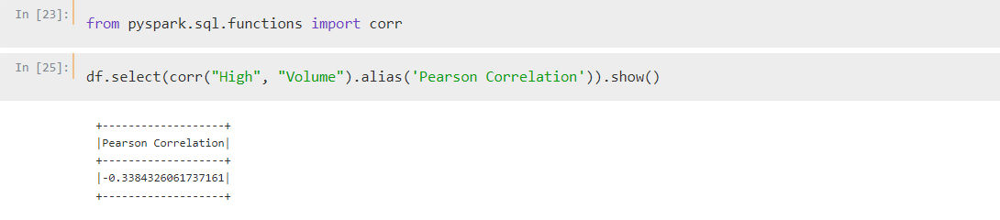 In [23]: from pyspark.sql.functions import corr
In [25]: df.select(corr("High", "Volume").alias('Pearson Correlation')).show()
+-------------------+
|Pearson Correlation|
+-------------------+
|-0.3384326061737161|
+-------------------+